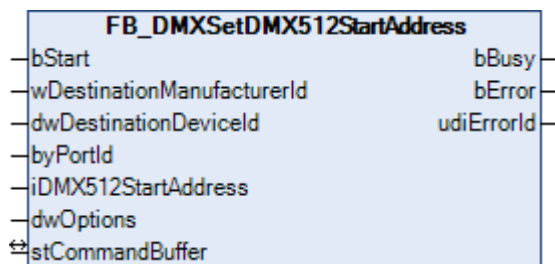 FB_DMXSetDMX512StartAddress
bStart bBusy
wDestinationManufacturerId bError
dwDestinationDeviceId udiErrorId
byPortId
iDMX512StartAddress
dwOptions
stCommandBuffer